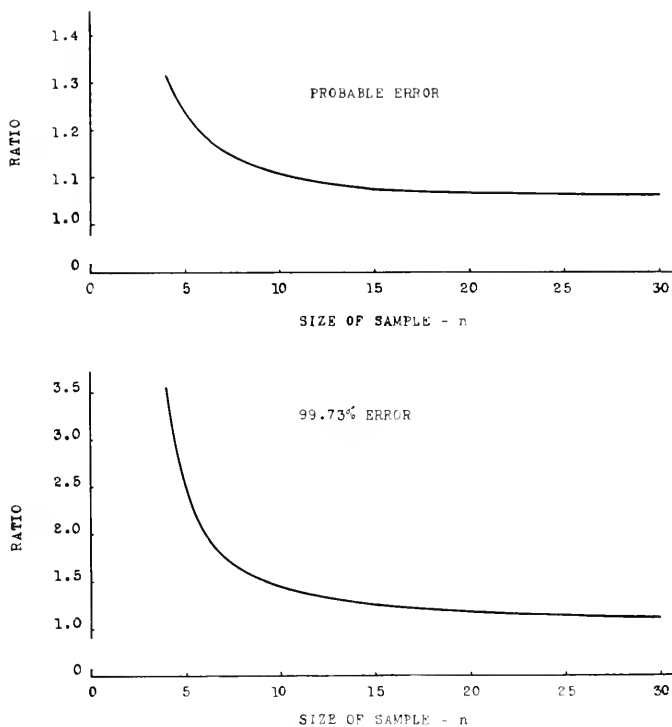 1.4
1.3
PROBABLE ERROR
1.2
1.1
1.0
0
RATIO
0 5 10 15 20 25 30
SIZE OF SAMPLE - n
3.5
99.73% ERROR
3.0
2.5
2.0
1.5
1.0
0
RATIO
0 5 10 15 20 25 30
SIZE OF SAMPLE - n